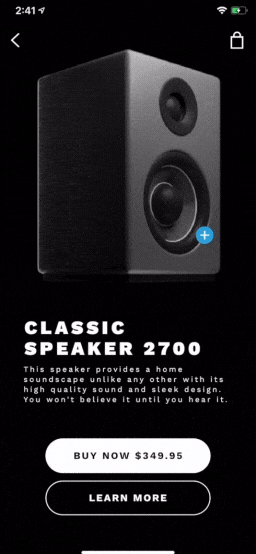 2:41
CLASSIC
SPEAKER 2700
This speaker provides a home
soundscape unlike any other with its
high quality sound and sleek design.
You won't believe it until you hear it.
BUY NOW $349.95
LEARN MORE